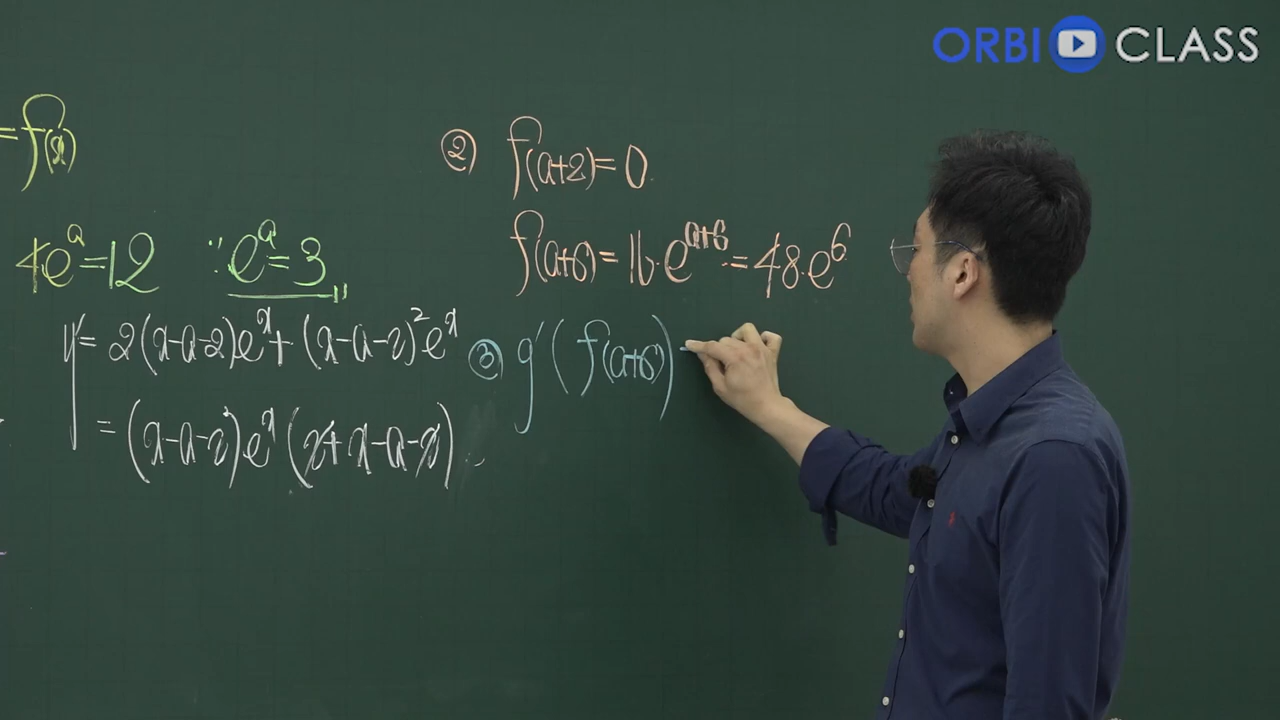 ORBI CLASS
=f(x)
4e^a=12 ∵ e^a=3
y'= 2(x-a-2)e^x+(x-a-2)^2e^x
=(x-a-2)e^x(2+x-a-2)
② f(a+2)=0.
f(a+6)=16·e^{a+6}=48·e^6
③ g'(f(a+6))